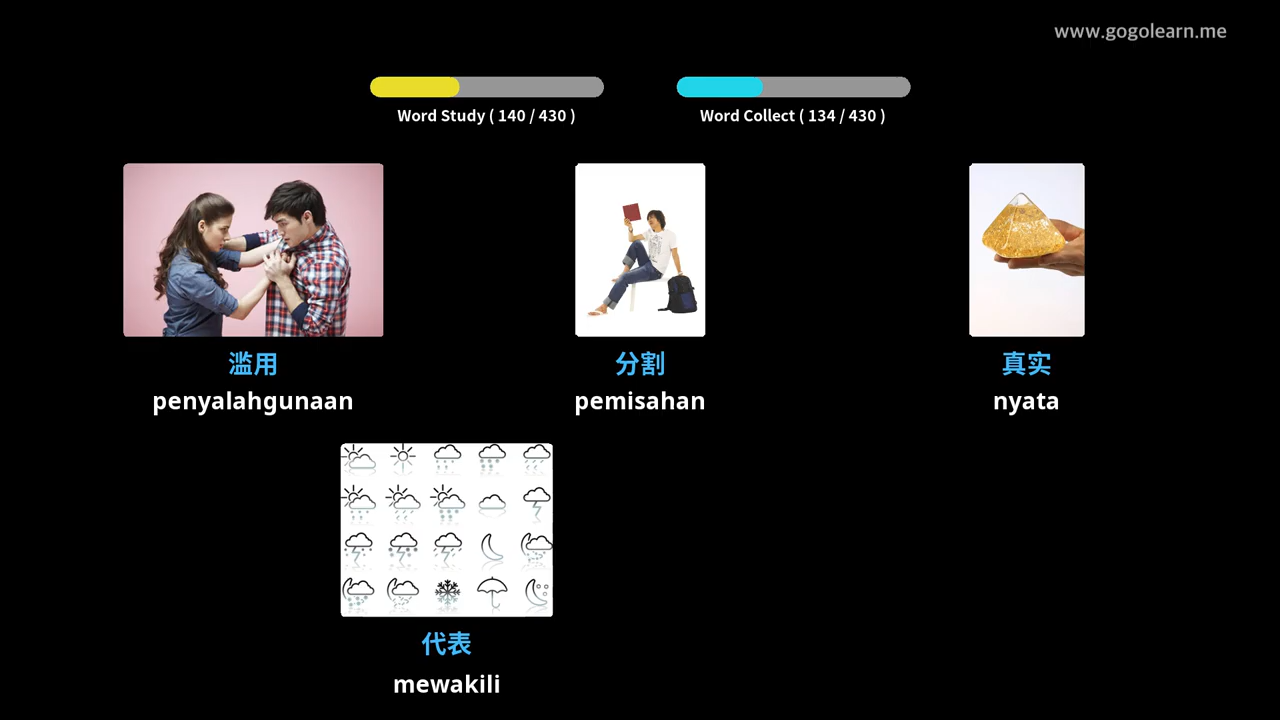 www.gogolearn.me
Word Study ( 140 / 430 )
Word Collect ( 134 / 430 )
滥用
penyalahgunaan
分割
pemisahan
真实
nyata
代表
mewakili